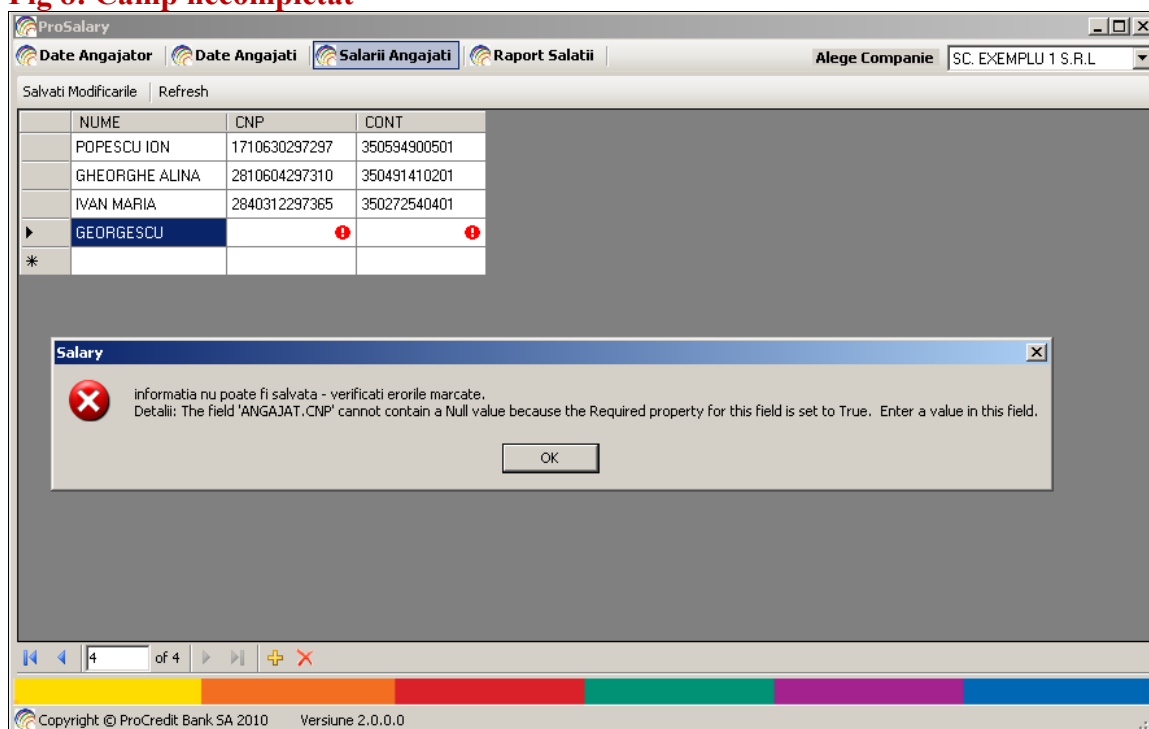 Fig 6: Camp necompletat
ProSalary
Date Angajator Date Angajati Salarii Angajati Raport Salatii Alege Companie SC. EXEMPLU 1 S.R.L
Salvati Modificarile Refresh
NUME CNP CONT
POPESCU ION 1710630297297 350594900501
GHEORGHE ALINA 2810604297310 350491410201
IVAN MARIA 2840312297365 350272540401
GEORGESCU
Salary
informatia nu poate fi salvata - verificati erorile marcate.
Detalii: The field 'ANGAJAT.CNP' cannot contain a Null value because the Required property for this field is set to True. Enter a value in this field.
OK
4 of 4
Copyright © ProCredit Bank SA 2010 Versiune 2.0.0.0